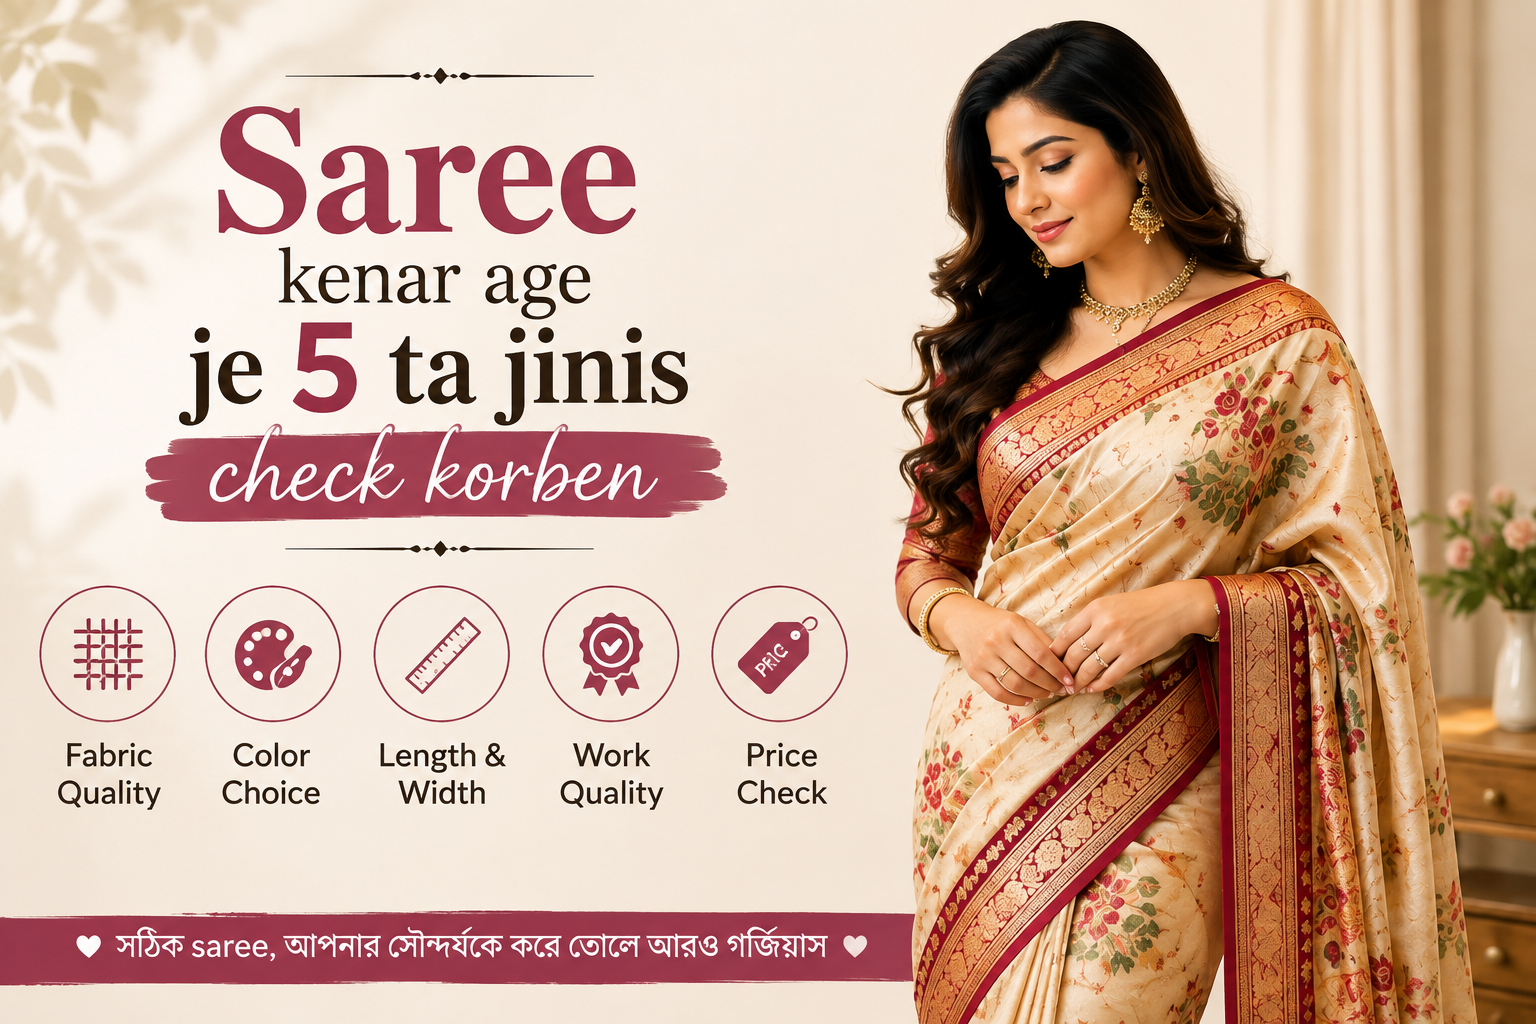 Saree
kenar age
je 5 ta jinis
check korben
PRIC
Fabric
Quality
Color
Choice
Length &
Width
Work
Quality
Price
Check
সঠিক saree, আপনার সৌন্দর্যকে করে তোলে আরও গর্জিয়াস